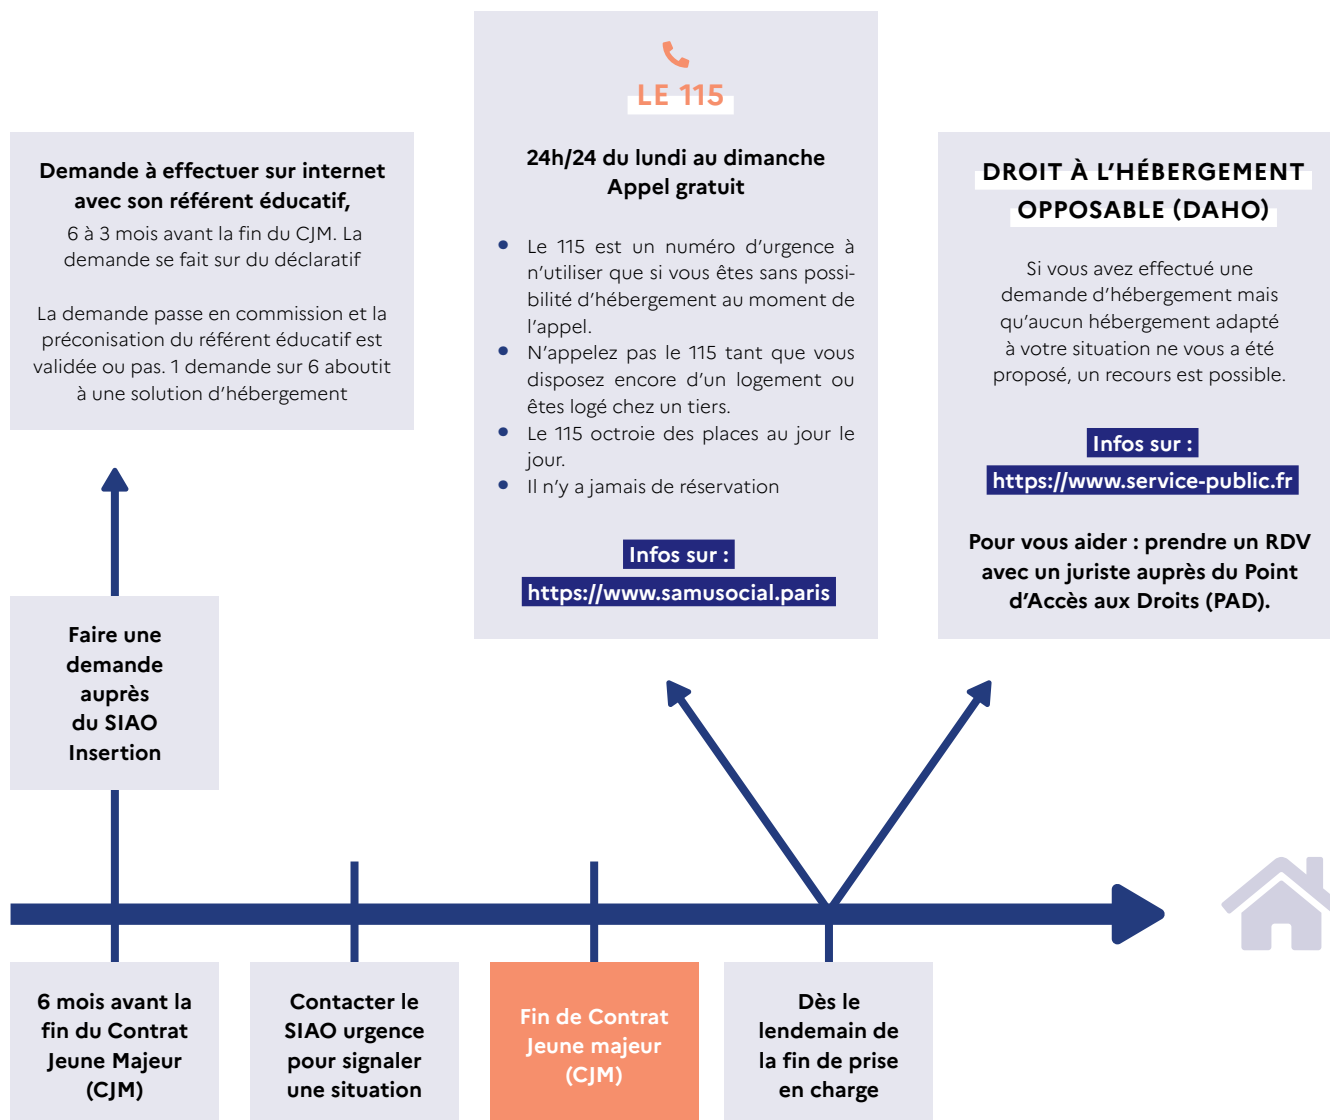 Demande à effectuer sur internet
avec son référent éducatif,
6 à 3 mois avant la fin du CJM. La
demande se fait sur du déclaratif
La demande passe en commission et la
préconisation du référent éducatif est
validée ou pas. 1 demande sur 6 aboutit
à une solution d’hébergement
Faire une
demande
auprès
du SIAO
Insertion
LE 115
24h/24 du lundi au dimanche
Appel gratuit
• Le 115 est un numéro d’urgence à
n’utiliser que si vous êtes sans possi-
bilité d’hébergement au moment de
l’appel.
• N’appelez pas le 115 tant que vous
disposez encore d’un logement ou
êtes logé chez un tiers.
• Le 115 octroie des places au jour le
jour.
• Il n’y a jamais de réservation
Infos sur :
https://www.samusocial.paris
DROIT À L’HÉBERGEMENT
OPPOSABLE (DAHO)
Si vous avez effectué une
demande d’hébergement mais
qu’aucun hébergement adapté
à votre situation ne vous a été
proposé, un recours est possible.
Infos sur :
https://www.service-public.fr
Pour vous aider : prendre un RDV
avec un juriste auprès du Point
d’Accès aux Droits (PAD).
6 mois avant la
fin du Contrat
Jeune Majeur
(CJM)
Contacter le
SIAO urgence
pour signaler
une situation
Fin de Contrat
Jeune majeur
(CJM)
Dès le
lendemain de
la fin de prise
en charge